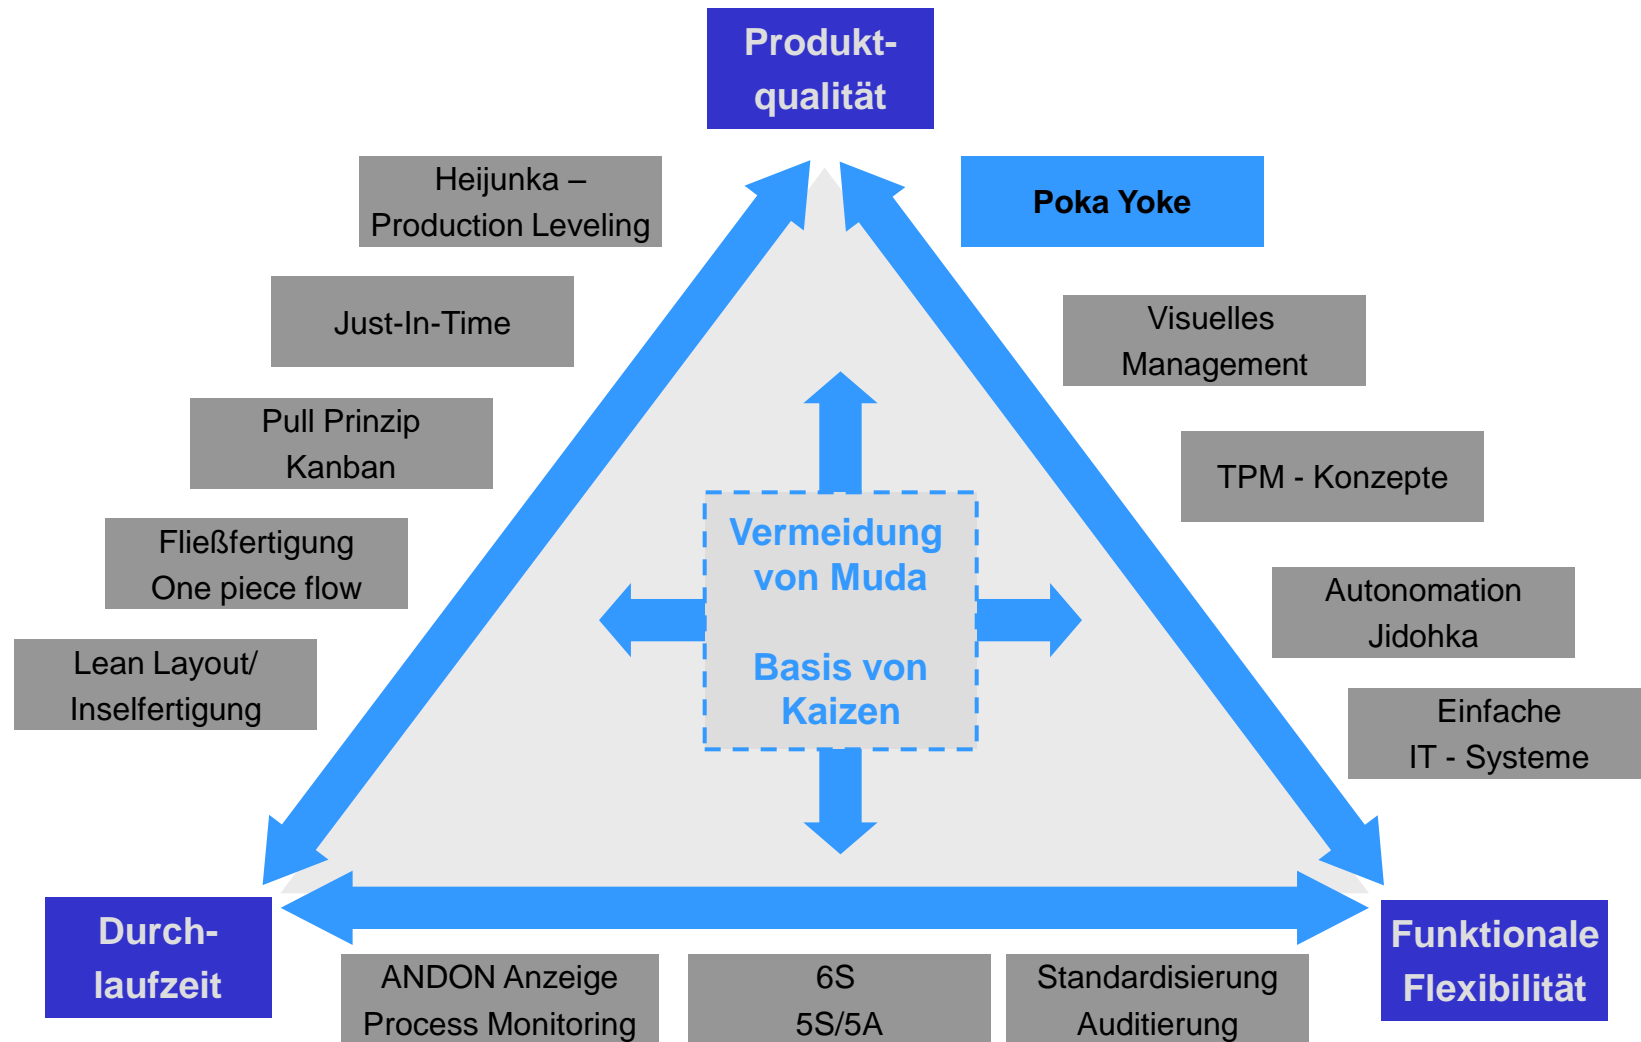 Produkt-
qualität
Heijunka –
Production Leveling
Poka Yoke
Just-In-Time
Visuelles
Management
Pull Prinzip
Kanban
TPM - Konzepte
Fließfertigung
One piece flow
Vermeidung
von Muda
Basis von
Kaizen
Autonomation
Jidohka
Lean Layout/
Inselfertigung
Einfache
IT - Systeme
Durch-
laufzeit
Funktionale
Flexibilität
ANDON Anzeige
Process Monitoring
6S
5S/5A
Standardisierung
Auditierung